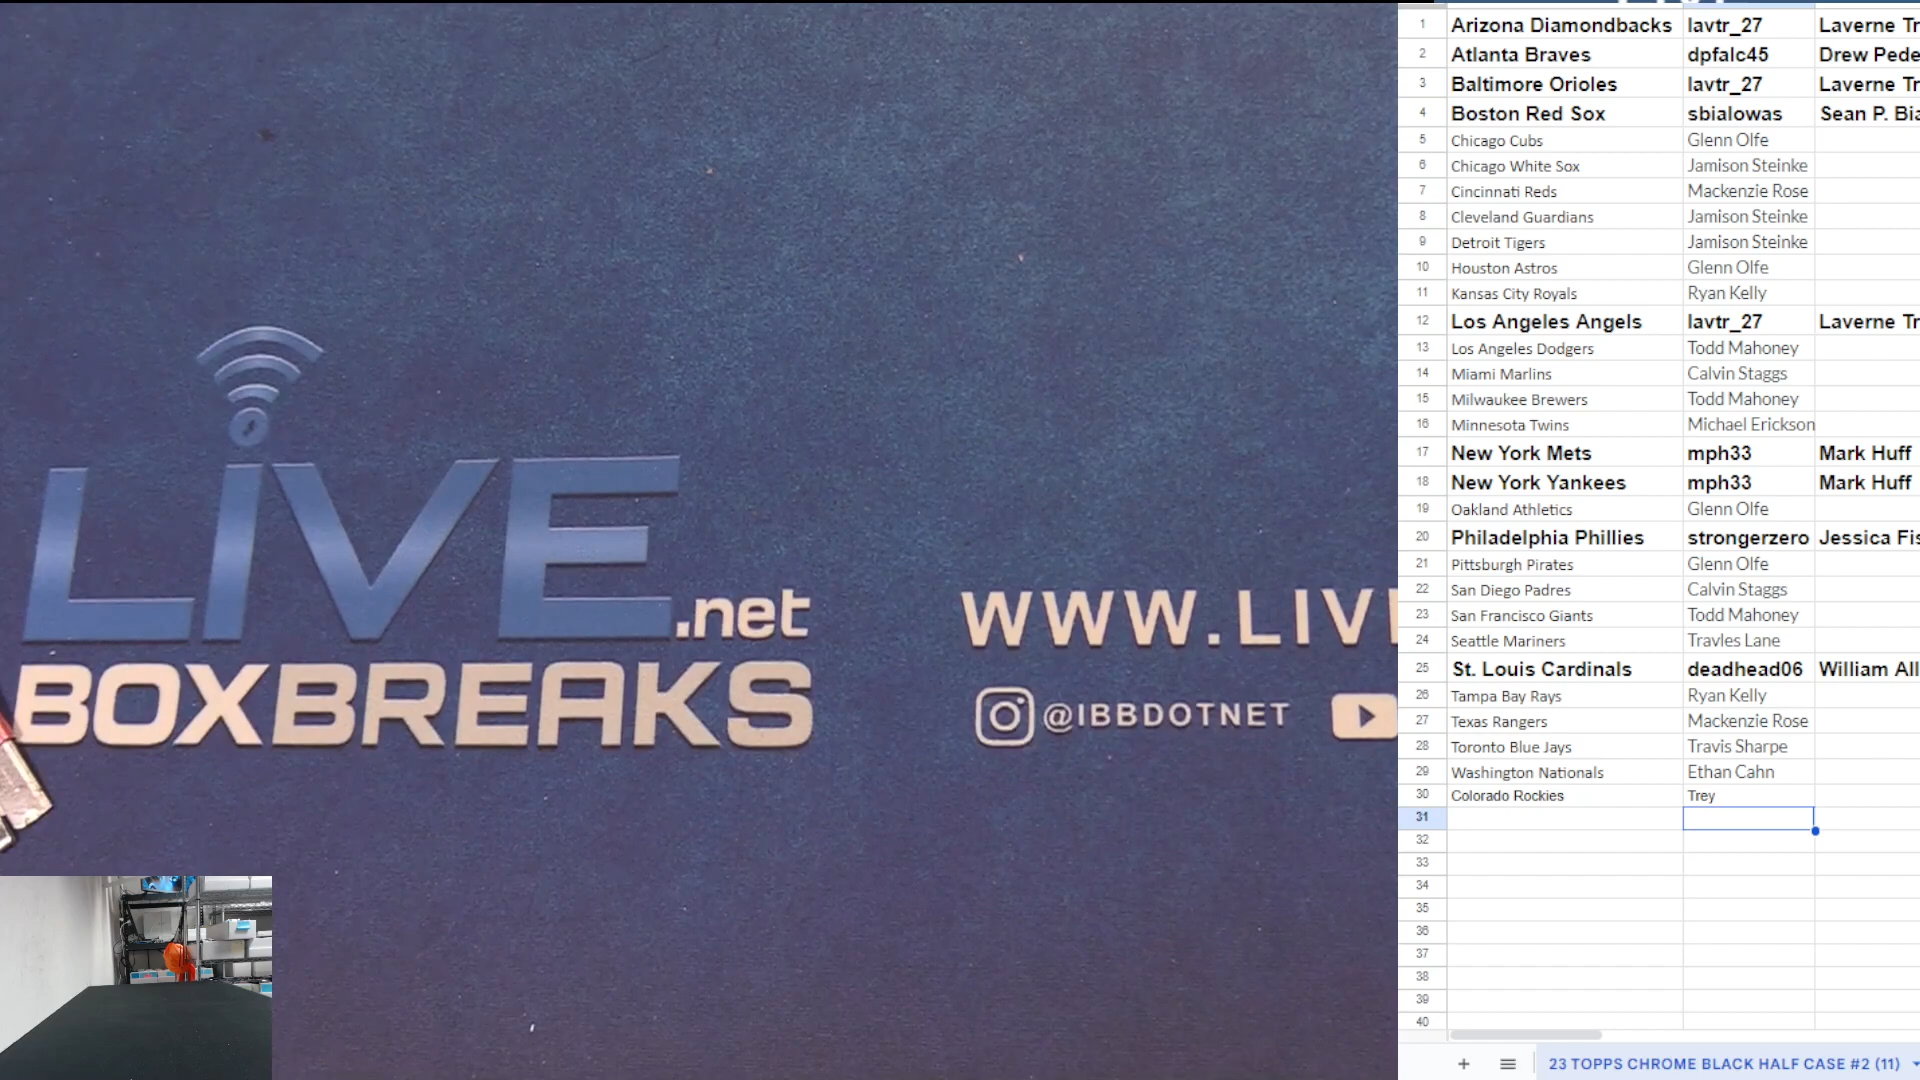 LIVE.net
BOXBREAKS
WWW.LIV
@IBBDOTNET
1 Arizona Diamondbacks lavtr_27 Laverne Tr
2 Atlanta Braves dpfalc45 Drew Pede
3 Baltimore Orioles lavtr_27 Laverne Tr
4 Boston Red Sox sbialowas Sean P. Bia
5 Chicago Cubs Glenn Olfe
6 Chicago White Sox Jamison Steinke
7 Cincinnati Reds Mackenzie Rose
8 Cleveland Guardians Jamison Steinke
9 Detroit Tigers Jamison Steinke
10 Houston Astros Glenn Olfe
11 Kansas City Royals Ryan Kelly
12 Los Angeles Angels lavtr_27 Laverne Tr
13 Los Angeles Dodgers Todd Mahoney
14 Miami Marlins Calvin Staggs
15 Milwaukee Brewers Todd Mahoney
16 Minnesota Twins Michael Erickson
17 New York Mets mph33 Mark Huff
18 New York Yankees mph33 Mark Huff
19 Oakland Athletics Glenn Olfe
20 Philadelphia Phillies strongerzero Jessica Fis
21 Pittsburgh Pirates Glenn Olfe
22 San Diego Padres Calvin Staggs
23 San Francisco Giants Todd Mahoney
24 Seattle Mariners Travles Lane
25 St. Louis Cardinals deadhead06 William All
26 Tampa Bay Rays Ryan Kelly
27 Texas Rangers Mackenzie Rose
28 Toronto Blue Jays Travis Sharpe
29 Washington Nationals Ethan Cahn
30 Colorado Rockies Trey
31
32
33
34
35
36
37
38
39
40
23 TOPPS CHROME BLACK HALF CASE #2 (11)